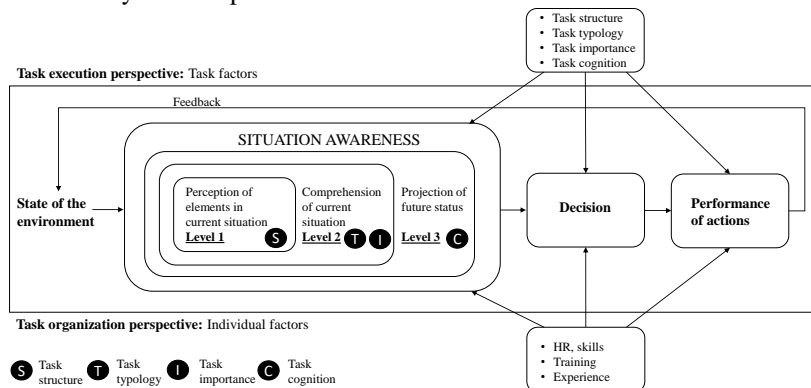 • Task structure
• Task typology
• Task importance
• Task cognition
Task execution perspective: Task factors
Feedback
SITUATION AWARENESS
State of the
environment
Perception of
elements in
current situation
Level 1
S
Comprehension
of current
situation
Level 2
T I
Projection of
future status
Level 3
C
Decision
Performance
of actions
Task organization perspective: Individual factors
• HR, skills
• Training
• Experience
S Task
structure
T Task
typology
I Task
importance
C Task
cognition